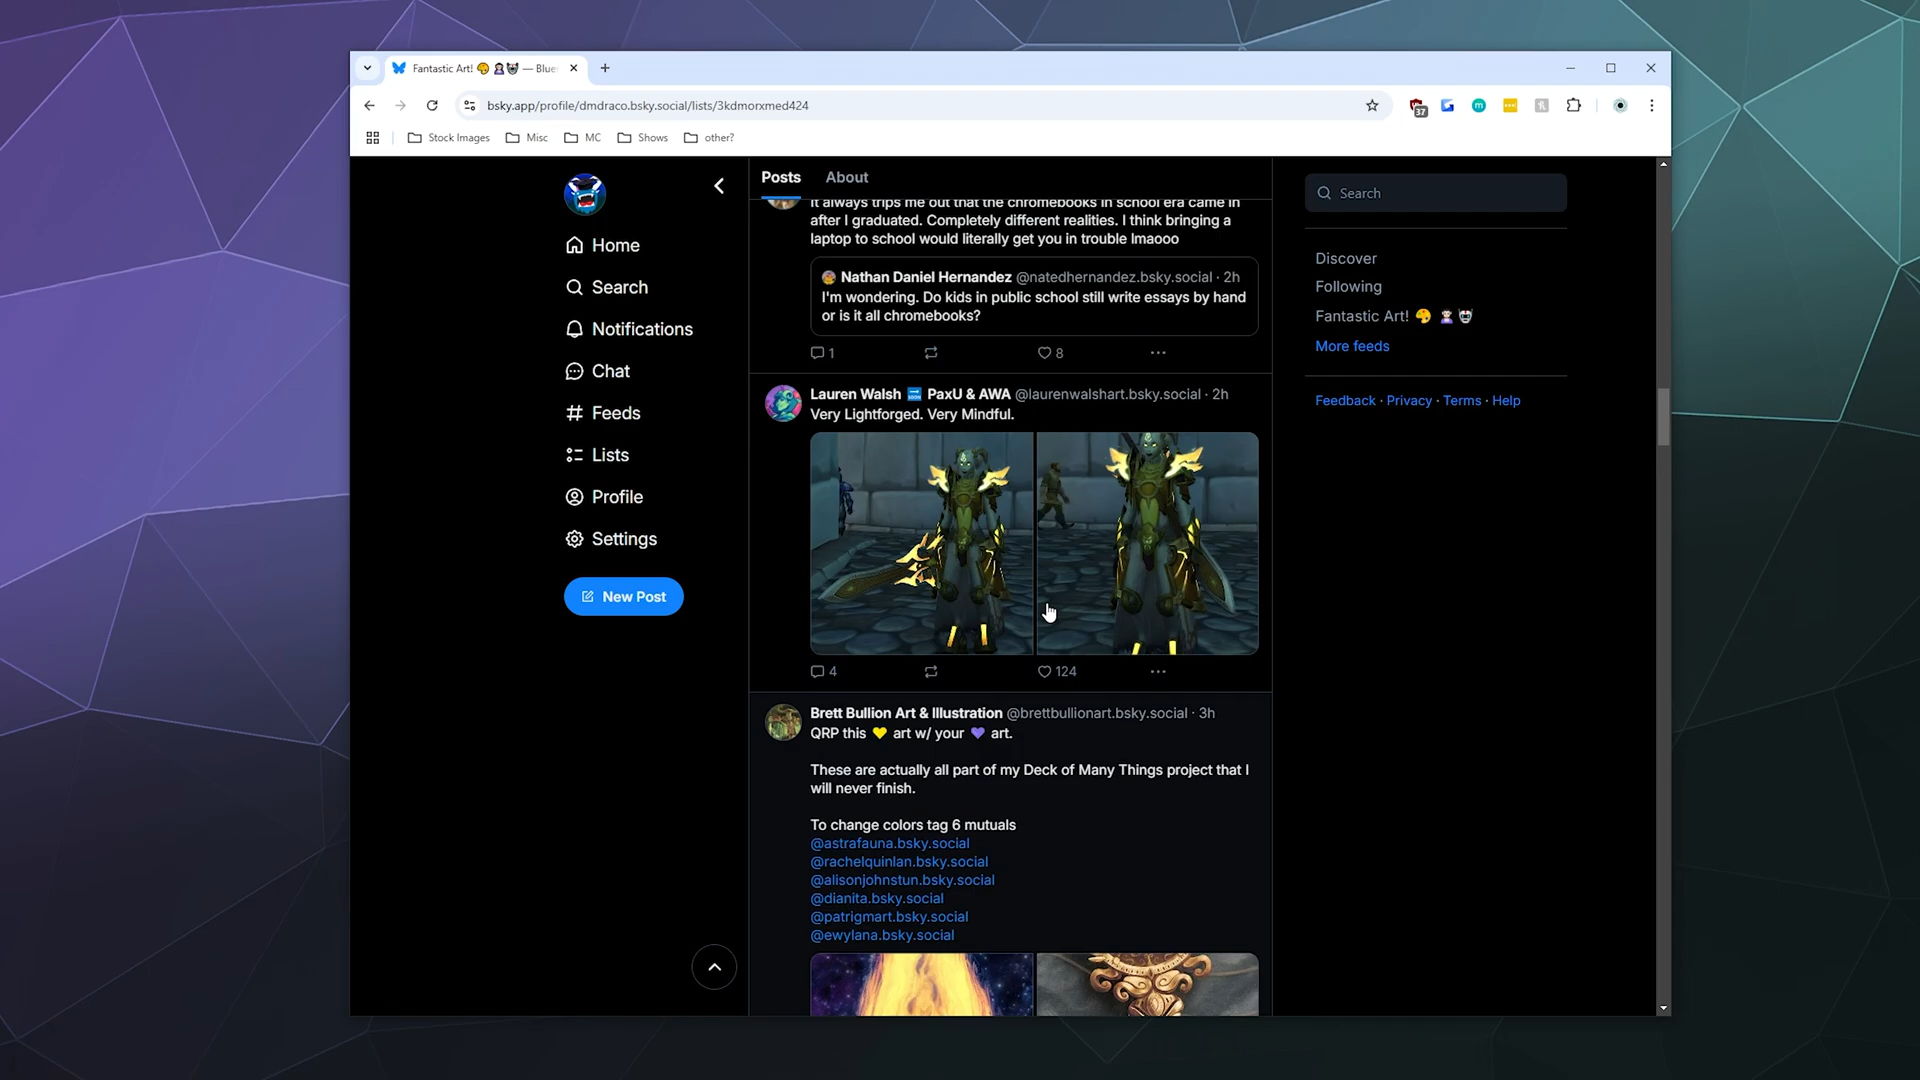 Fantastic Art! 🎨 👩🏻‍🎤 — Blue
bsky.app/profile/dmdraco.bsky.social/lists/3kdmorxmed424
37
Stock Images
Misc
MC
Shows
other?
Home
Search
Notifications
Chat
Feeds
Lists
Profile
Settings
New Post
Posts
About
It always trips me out that the chromebooks in school era came in
after I graduated. Completely different realities. I think bringing a
laptop to school would literally get you in trouble lmaooo
Nathan Daniel Hernandez @natedhernandez.bsky.social · 2h
I'm wondering. Do kids in public school still write essays by hand
or is it all chromebooks?
1
8
Lauren Walsh 🔜 PaxU & AWA @laurenwalshart.bsky.social · 2h
Very Lightforged. Very Mindful.
4
124
Brett Bullion Art & Illustration @brettbullionart.bsky.social · 3h
QRP this 💛 art w/ your 💜 art.
These are actually all part of my Deck of Many Things project that I
will never finish.
To change colors tag 6 mutuals
@astrafauna.bsky.social
@rachelquinlan.bsky.social
@alisonjohnstun.bsky.social
@dianita.bsky.social
@patrigmart.bsky.social
@ewylana.bsky.social
Search
Discover
Following
Fantastic Art!
More feeds
Feedback · Privacy · Terms · Help